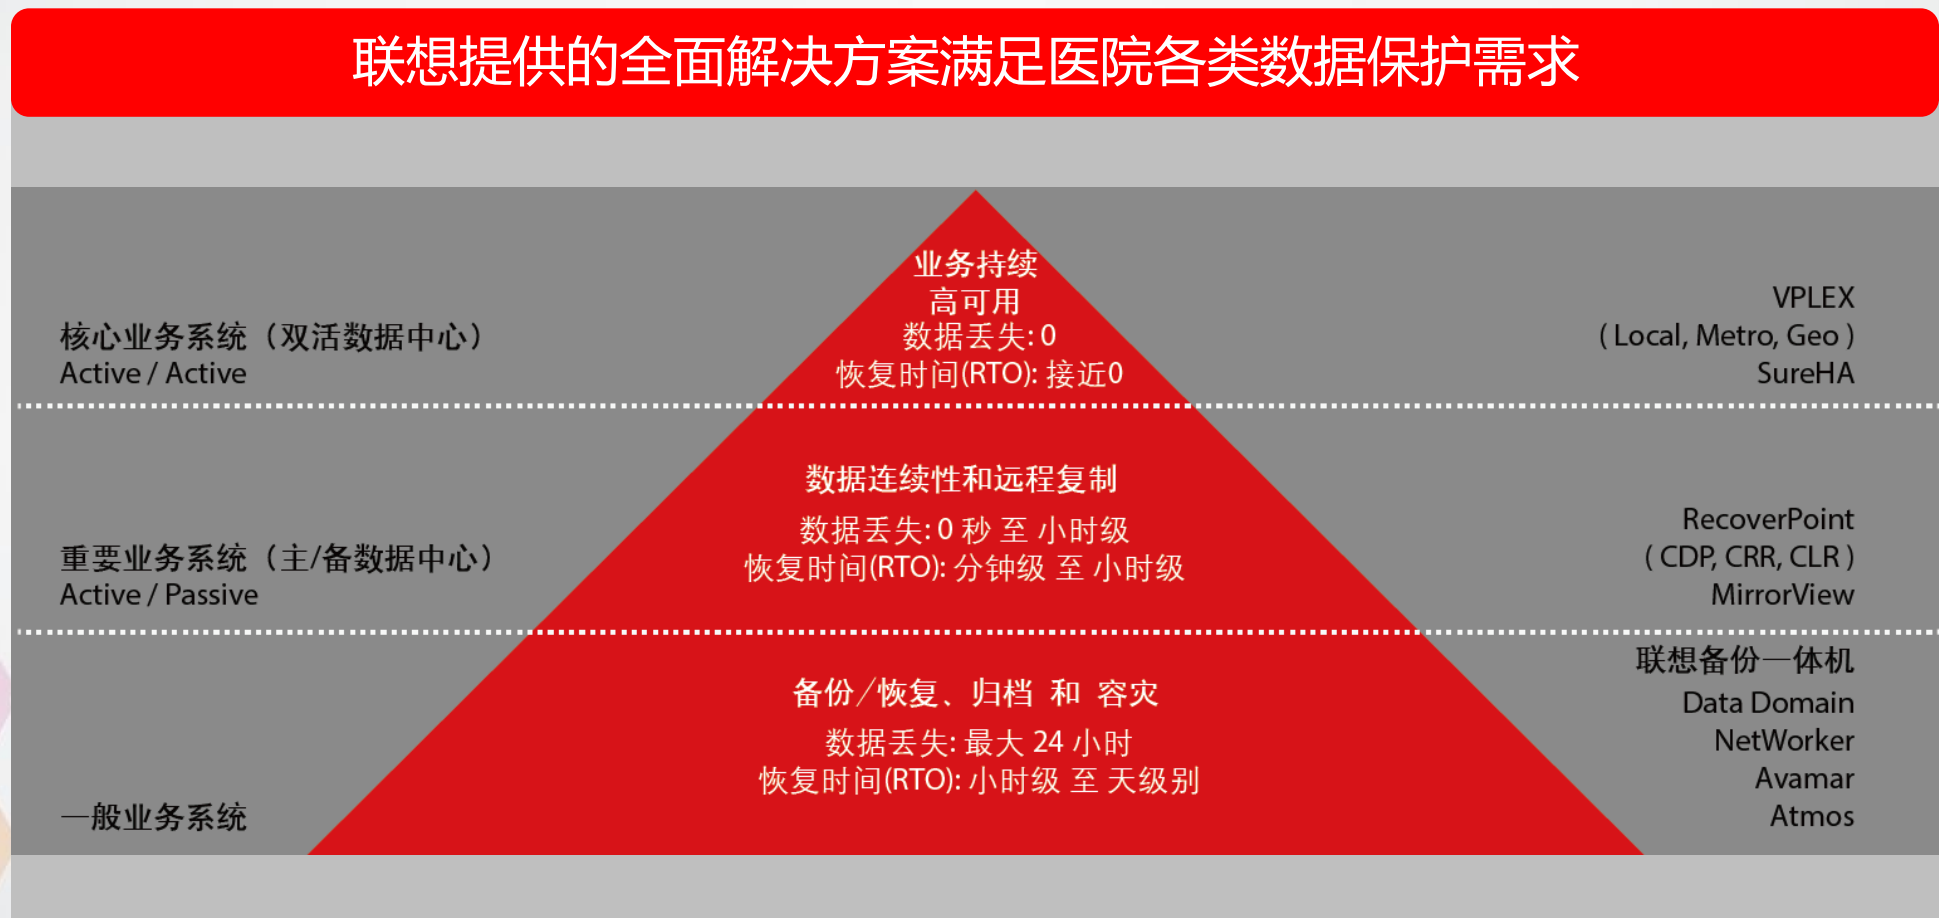 联想提供的全面解决方案满足医院各类数据保护需求
业务持续
高可用
数据丢失: 0
恢复时间(RTO): 接近0
核心业务系统（双活数据中心）
Active / Active
VPLEX
( Local, Metro, Geo )
SureHA
数据连续性和远程复制
数据丢失: 0 秒 至 小时级
恢复时间(RTO): 分钟级 至 小时级
重要业务系统（主/备数据中心）
Active / Passive
RecoverPoint
( CDP, CRR, CLR )
MirrorView
备份/恢复、归档 和 容灾
数据丢失: 最大 24 小时
恢复时间(RTO): 小时级 至 天级别
一般业务系统
联想备份一体机
Data Domain
NetWorker
Avamar
Atmos